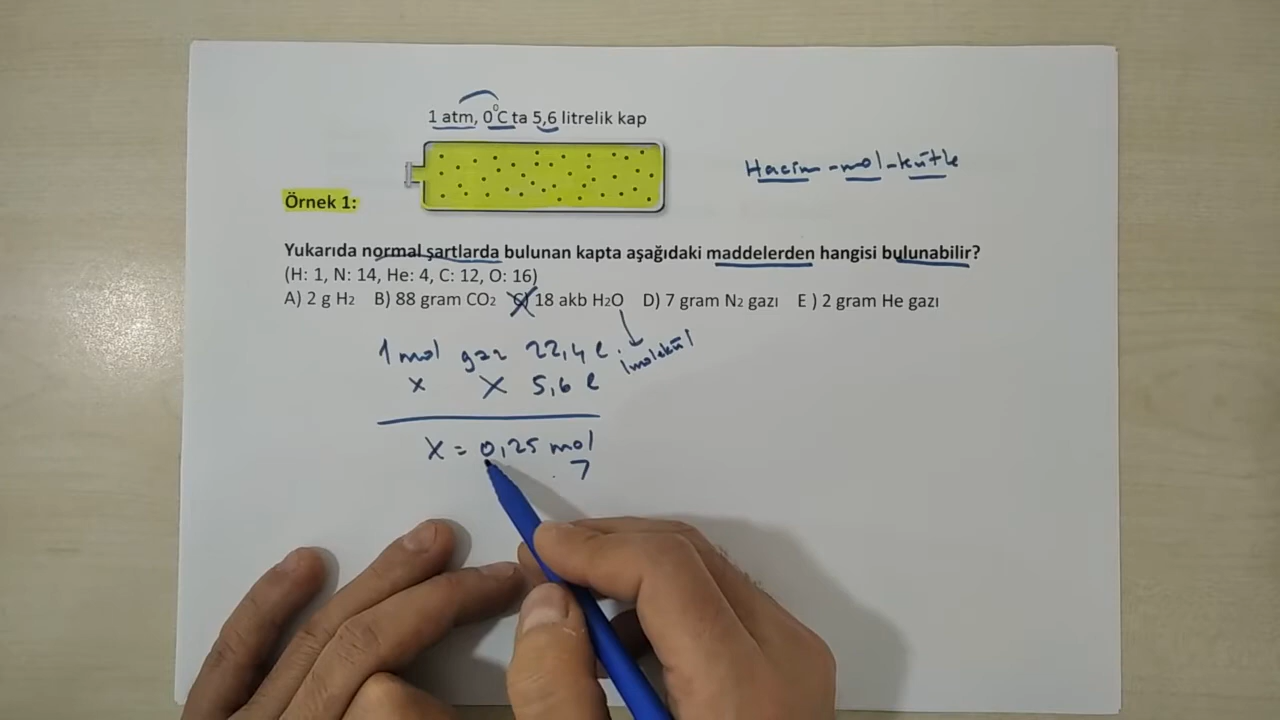 1 atm, 0°C ta 5,6 litrelik kap
Hacim-mol-kütle
Örnek 1:
Yukarıda normal şartlarda bulunan kapta aşağıdaki maddelerden hangisi bulunabilir?
(H: 1, N: 14, He: 4, C: 12, O: 16)
A) 2 g H2 B) 88 gram CO2 C) 18 akb H2O D) 7 gram N2 gazı E ) 2 gram He gazı
1 mol gaz 22,4 l.
1 molekül
x X 5,6 l
X = 0,25 mol
. 7